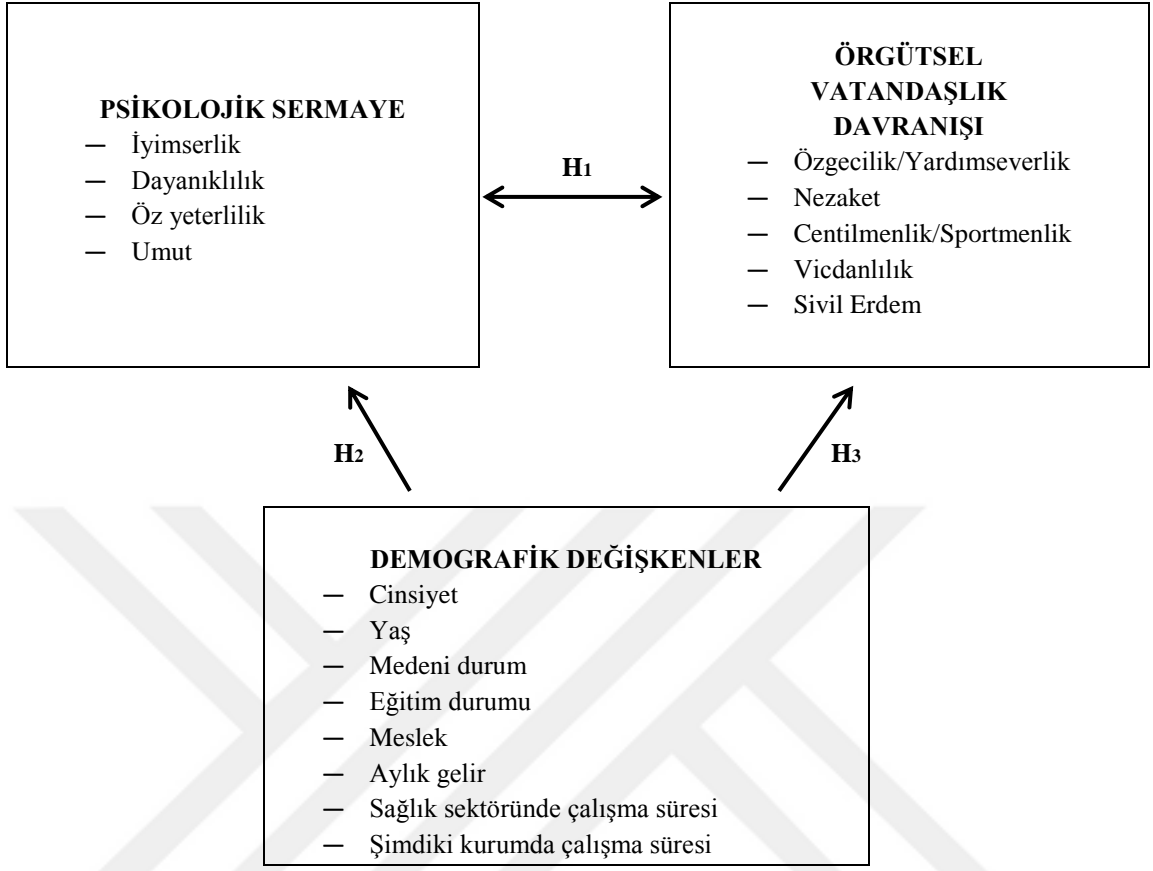 PSİKOLOJİK SERMAYE
— İyimserlik
— Dayanıklılık
— Öz yeterlilik
— Umut
H1
ÖRGÜTSEL
VATANDAŞLIK
DAVRANIŞI
— Özgecilik/Yardımseverlik
— Nezaket
— Centilmenlik/Sportmenlik
— Vicdanlılık
— Sivil Erdem
H2
H3
DEMOGRAFİK DEĞİŞKENLER
— Cinsiyet
— Yaş
— Medeni durum
— Eğitim durumu
— Meslek
— Aylık gelir
— Sağlık sektöründe çalışma süresi
— Şimdiki kurumda çalışma süresi